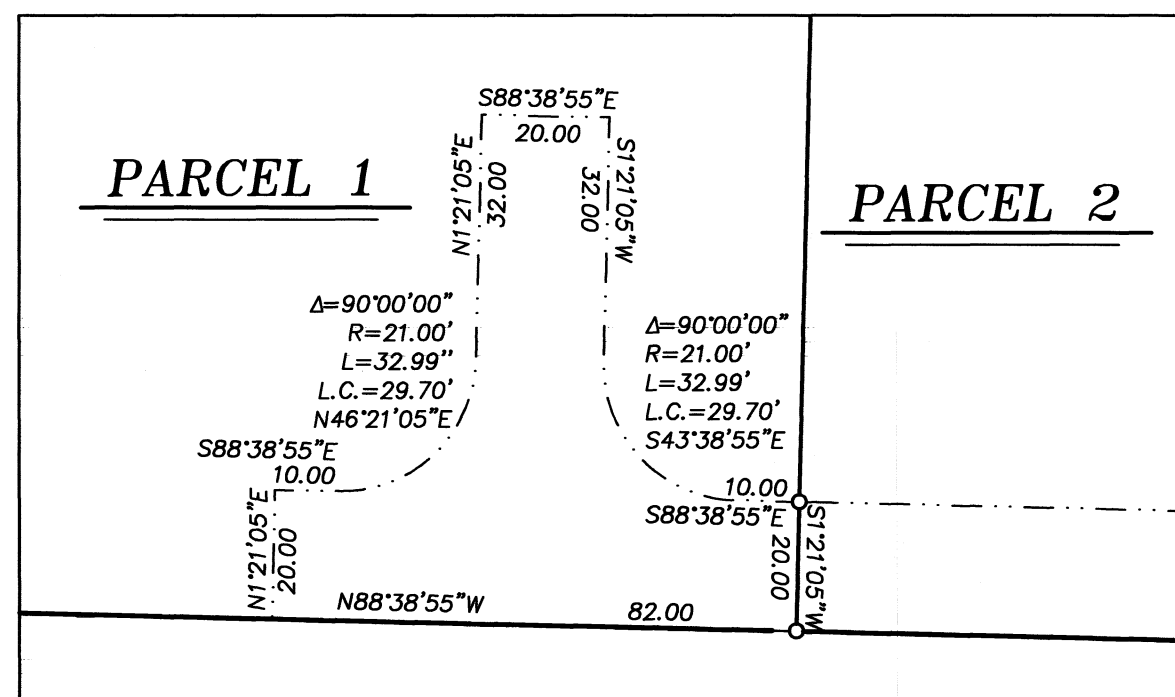 S88°38'55"E
20.00
N1°21'05"E
32.00
S1°21'05"W
32.00
PARCEL 1
PARCEL 2
Δ=90°00'00"
R=21.00'
L=32.99"
L.C.=29.70'
N46°21'05"E
Δ=90°00'00"
R=21.00'
L=32.99'
L.C.=29.70'
S43°38'55"E
S88°38'55"E
10.00
10.00
S88°38'55"E
N1°21'05"E
20.00
S1°21'05"W
20.00
N88°38'55"W
82.00